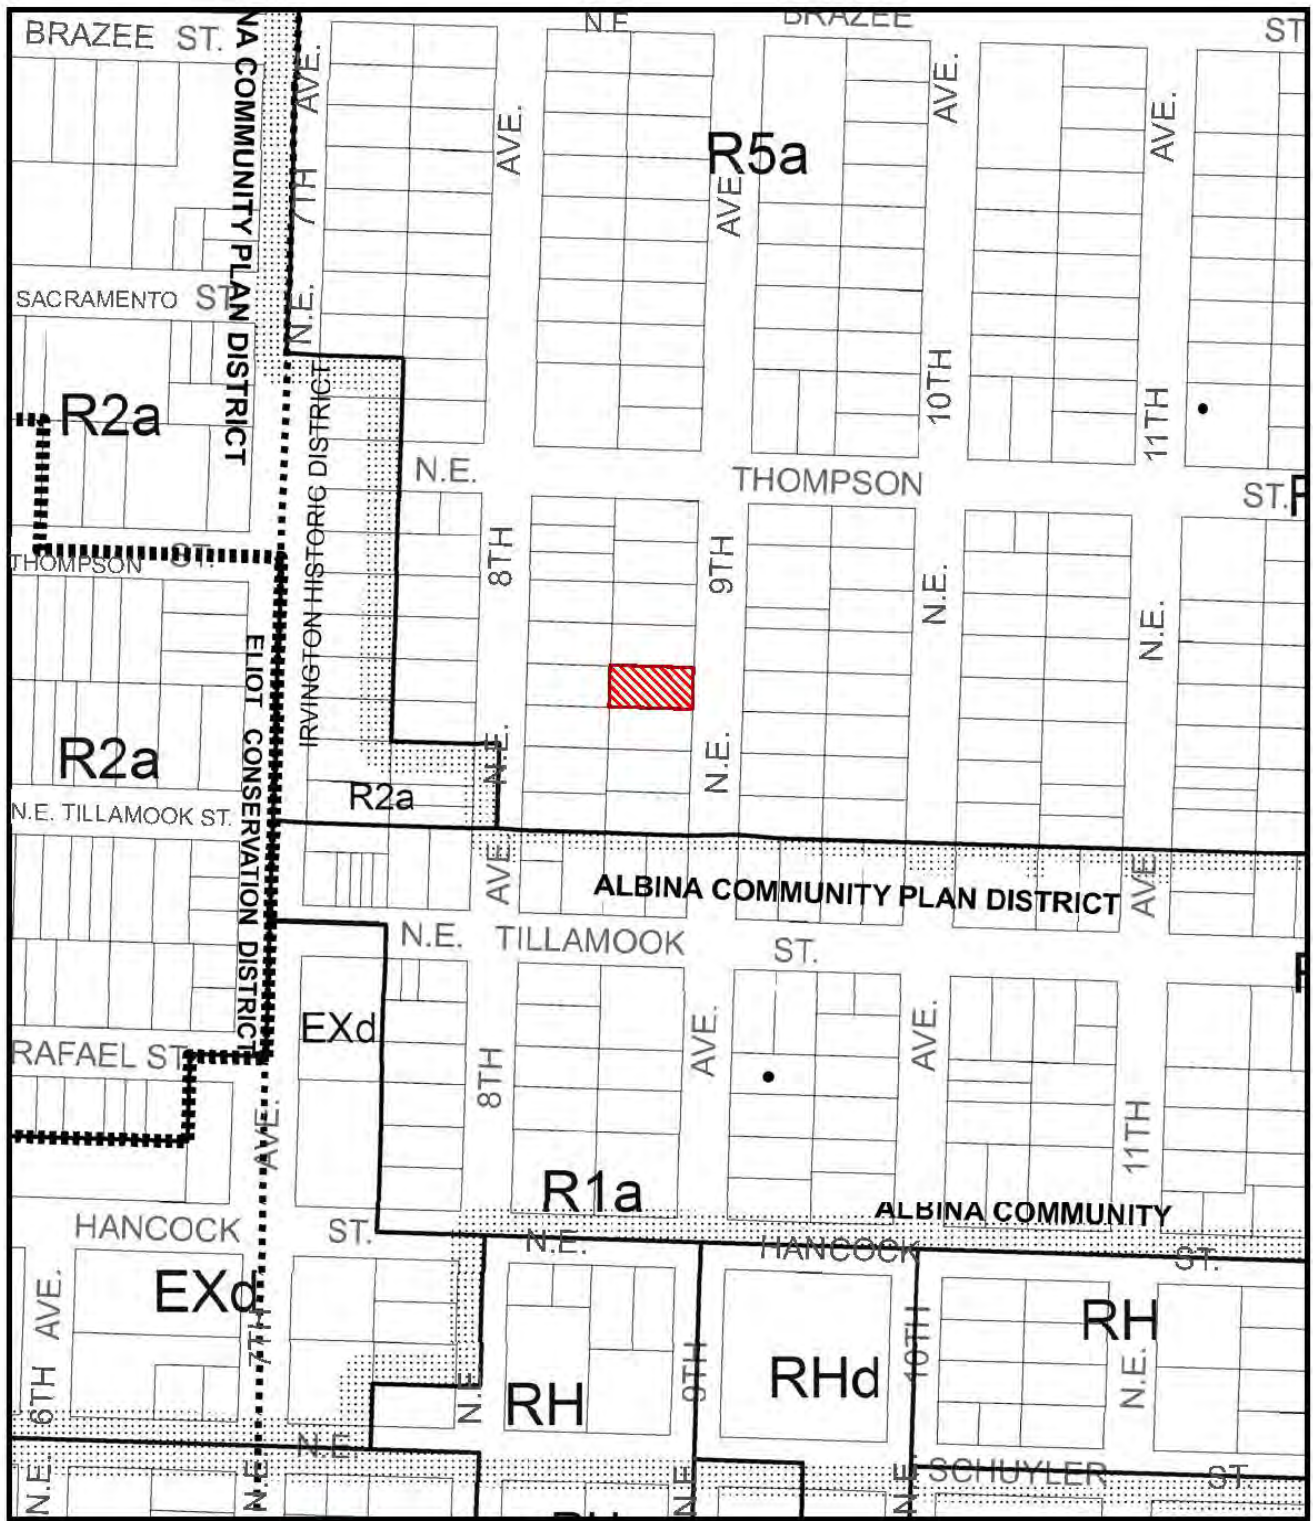 BRAZEE ST.
N.E.
BRAZEE
ST
NA COMMUNITY PLAN DISTRICT
AVE.
7TH
N.E.
AVE.
R5a
AVE.
AVE.
AVE.
SACRAMENTO ST.
R2a
IRVINGTON HISTORIC DISTRICT
10TH
11TH
N.E.
THOMPSON
ST.
THOMPSON ST.
8TH
9TH
N.E.
N.E.
ELIOT CONSERVATION DISTRICT
R2a
N.E.
N.E.
R2a
N.E. TILLAMOOK ST.
AVE
ALBINA COMMUNITY PLAN DISTRICT
AVE
N.E. TILLAMOOK ST.
EXd
RAFAEL ST.
AVE.
AVE.
8TH
AVE.
11TH
R1a
ALBINA COMMUNITY
HANCOCK ST.
N.E.
HANCOCK
ST.
EXd
AVE.
6TH
7TH
RH
9TH
RHd
10TH
RH
N.E.
N.E.
N.E.
SCHUYLER
ST.
N.E.
N.E.
N.E.
N.E.